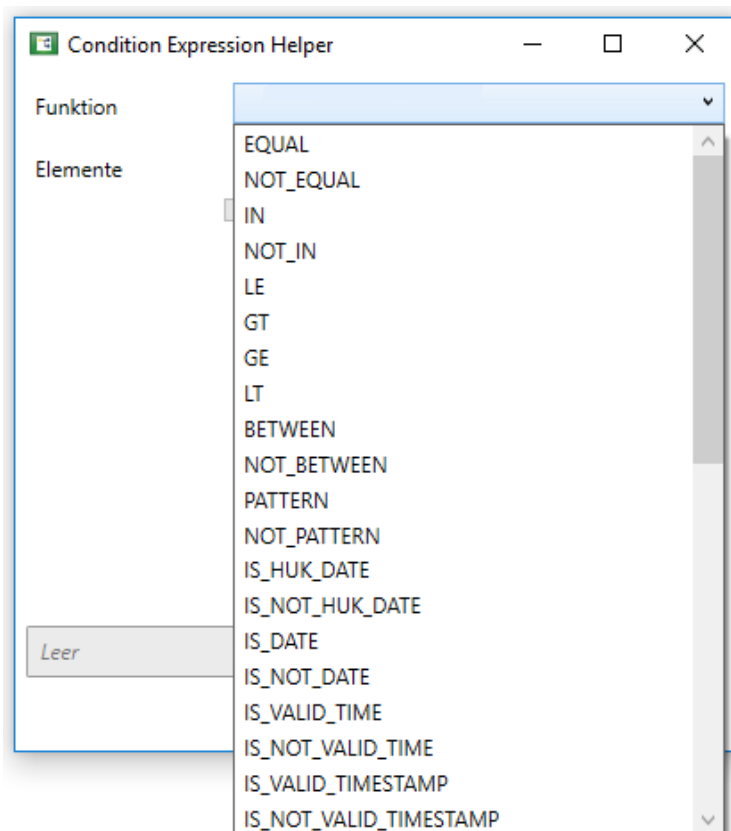 Condition Expression Helper
Funktion
EQUAL
Elemente
NOT_EQUAL
IN
NOT_IN
LE
GT
GE
LT
BETWEEN
NOT_BETWEEN
PATTERN
NOT_PATTERN
IS_HUK_DATE
IS_NOT_HUK_DATE
IS_DATE
Leer
IS_NOT_DATE
IS_VALID_TIME
IS_NOT_VALID_TIME
IS_VALID_TIMESTAMP
IS_NOT_VALID_TIMESTAMP